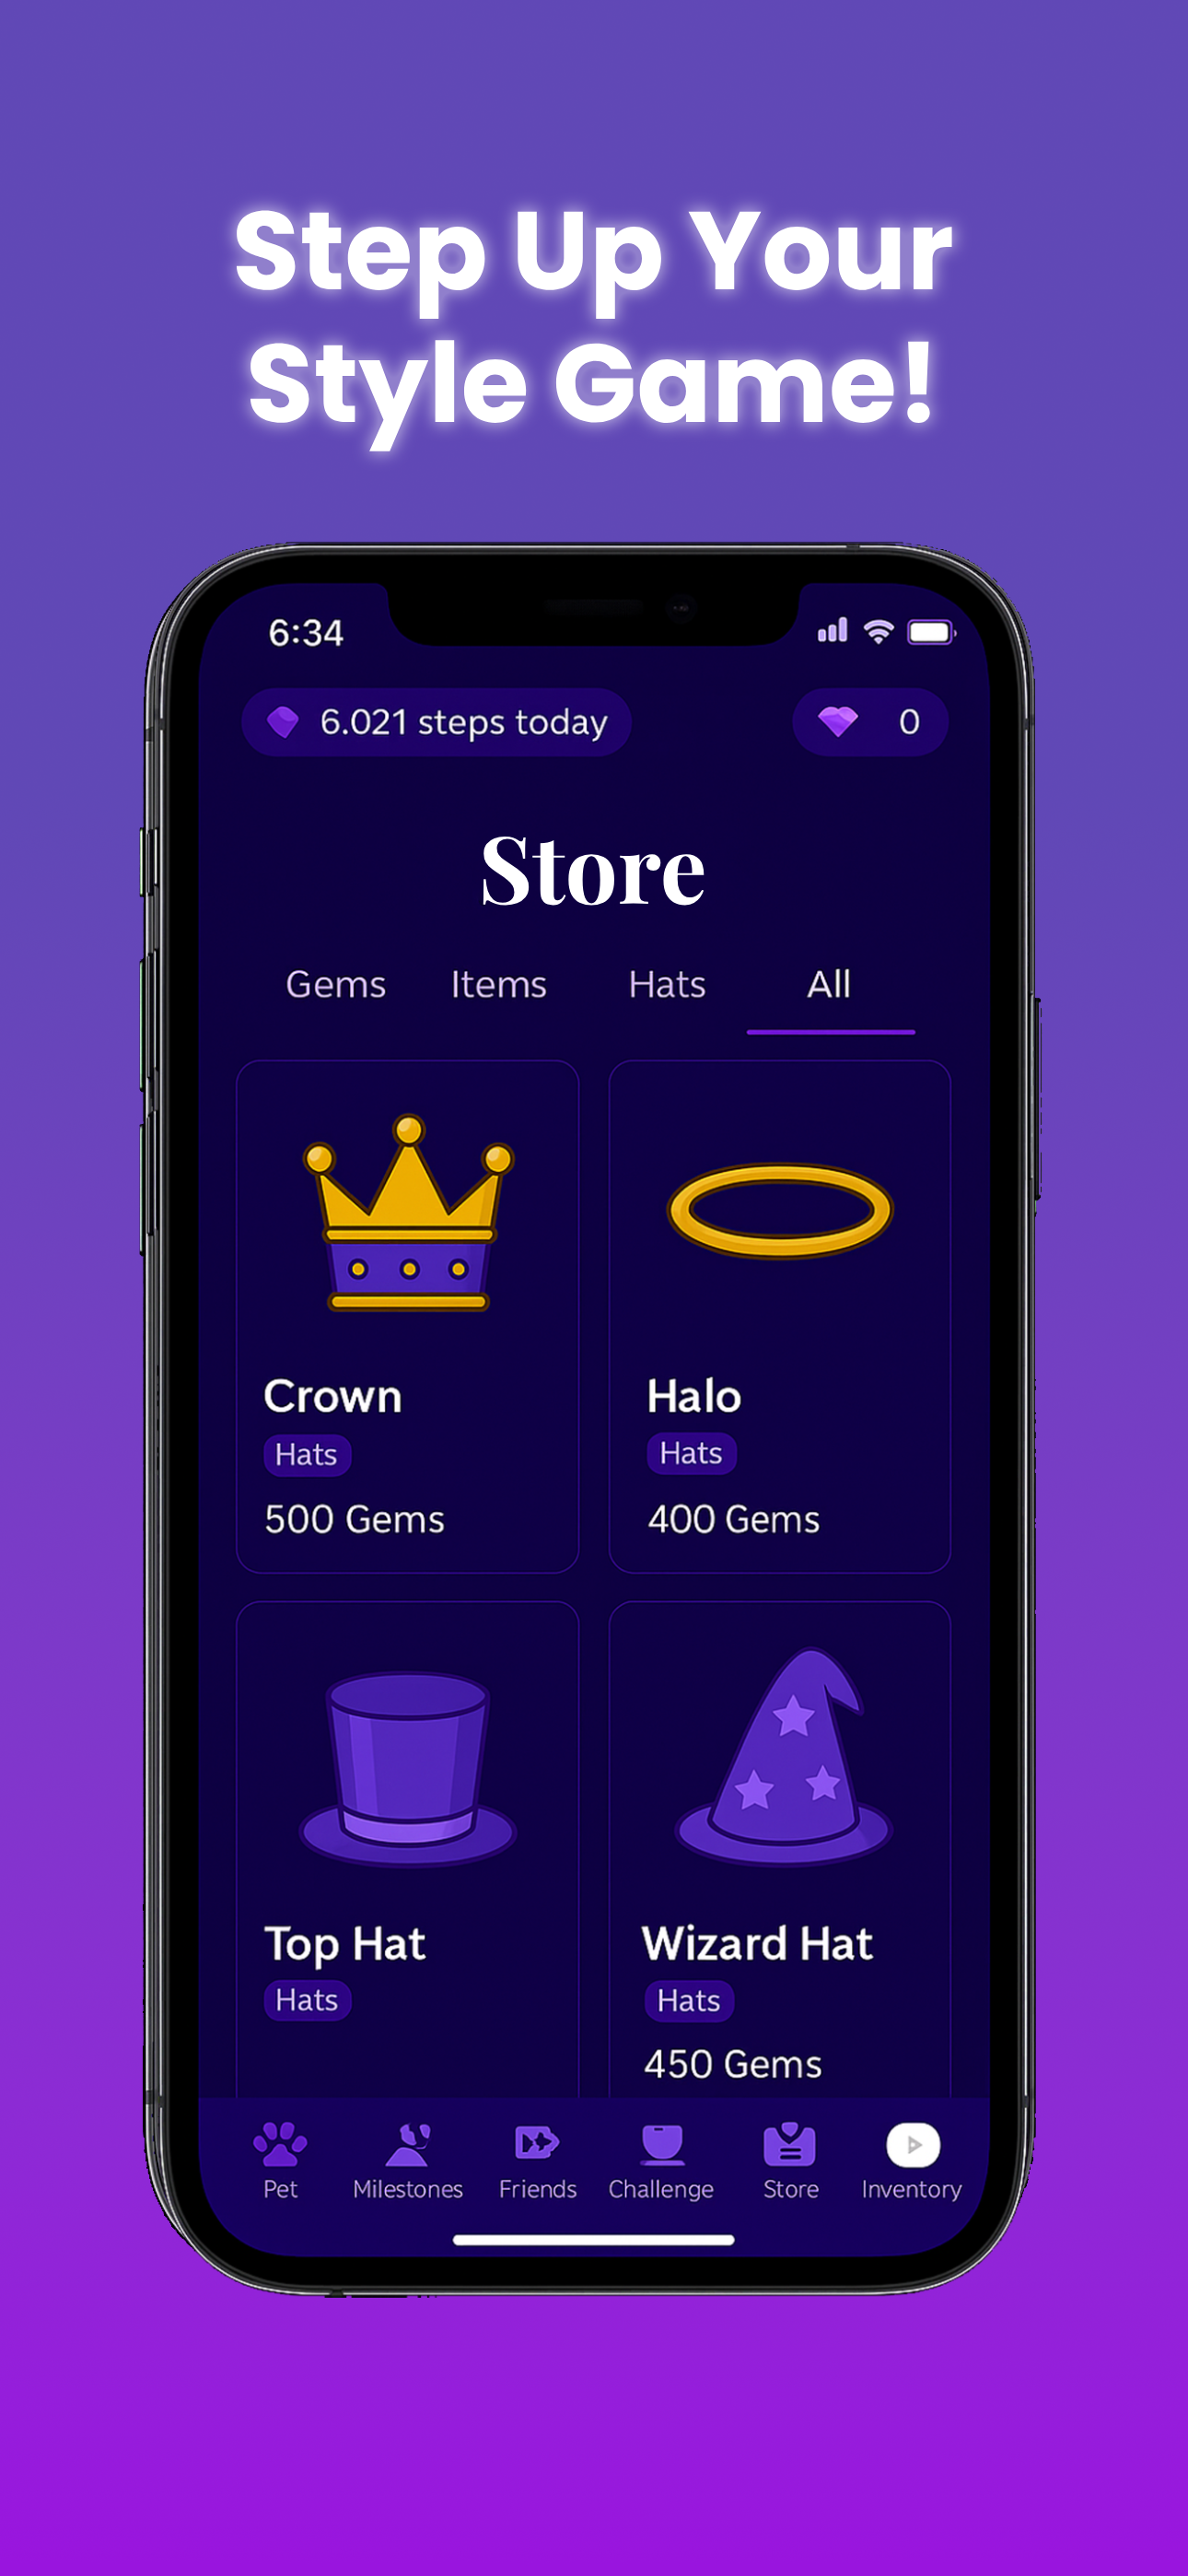 Step Up Your
Style Game!
6:34
6.021 steps today
0
Store
Gems Items Hats All
Crown
Hats
500 Gems
Halo
Hats
400 Gems
Top Hat
Hats
Wizard Hat
Hats
450 Gems
Pet Milestones Friends Challenge Store Inventory